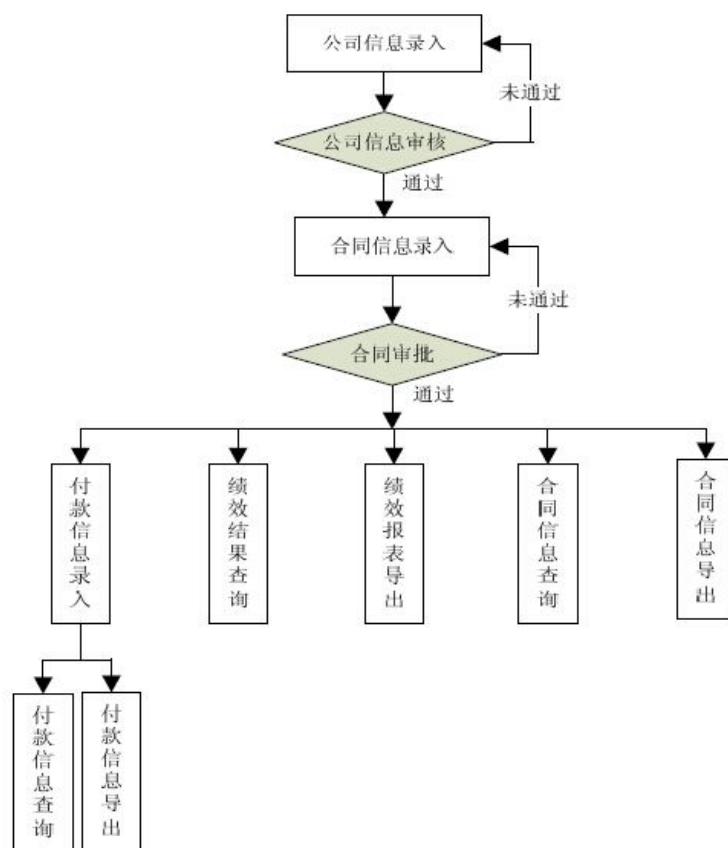 公司信息录入
未通过
公司信息审核
通过
合同信息录入
未通过
合同审批
通过
付款信息录入
绩效结果查询
绩效报表导出
合同信息查询
合同信息导出
付款信息查询
付款信息导出